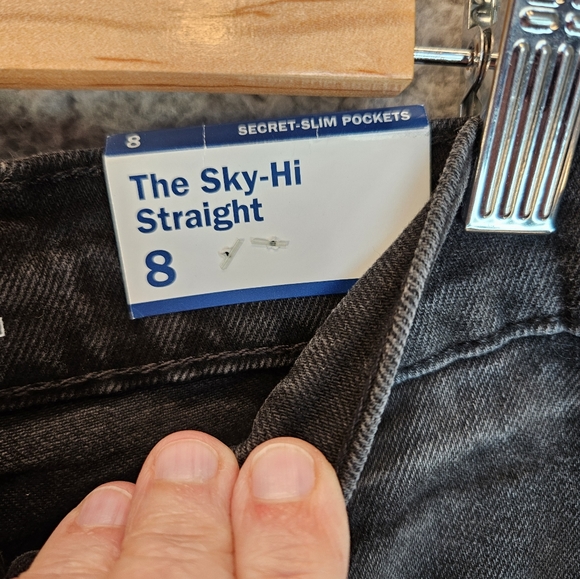 8 SECRET-SLIM POCKETS
The Sky-Hi
Straight
8